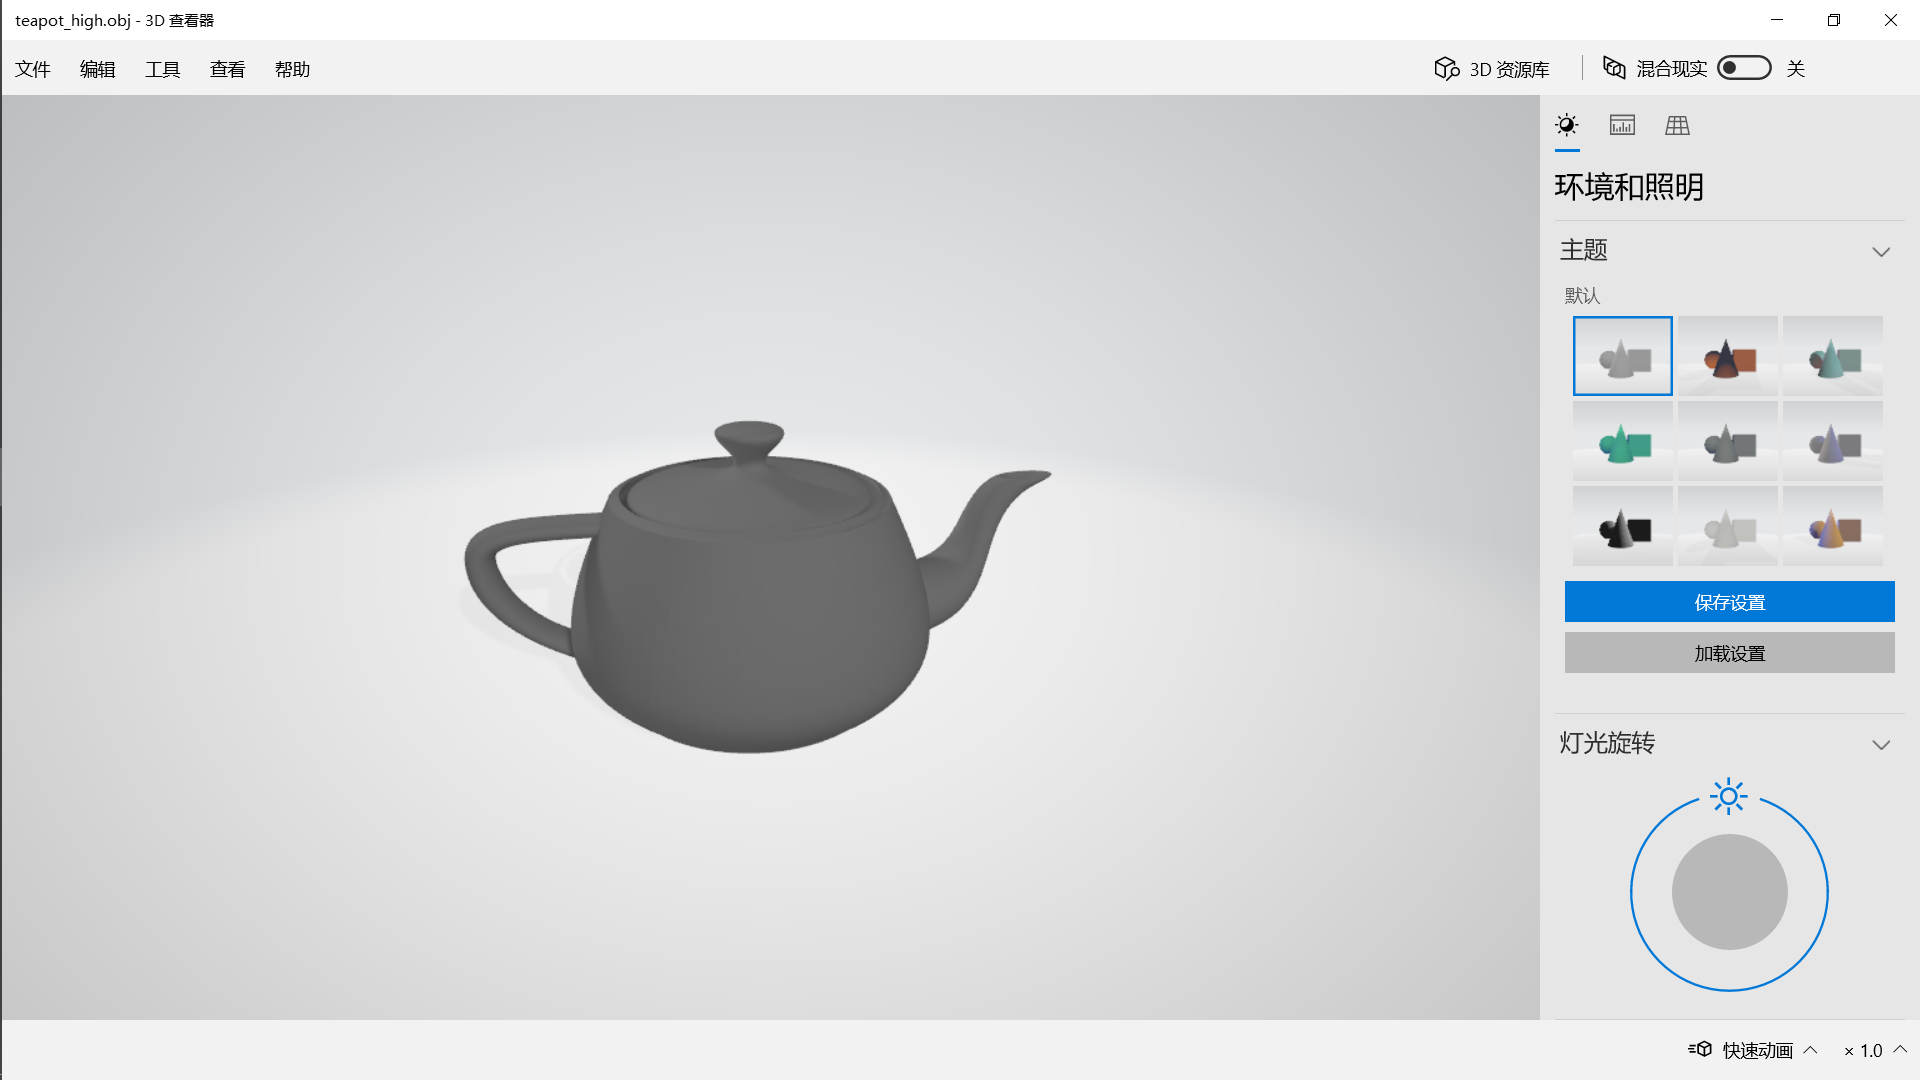 teapot_high.obj - 3D 查看器
文件 编辑 工具 查看 帮助 3D 资源库 混合现实 关
环境和照明
主题
默认
保存设置
加载设置
灯光旋转
快速动画 × 1.0